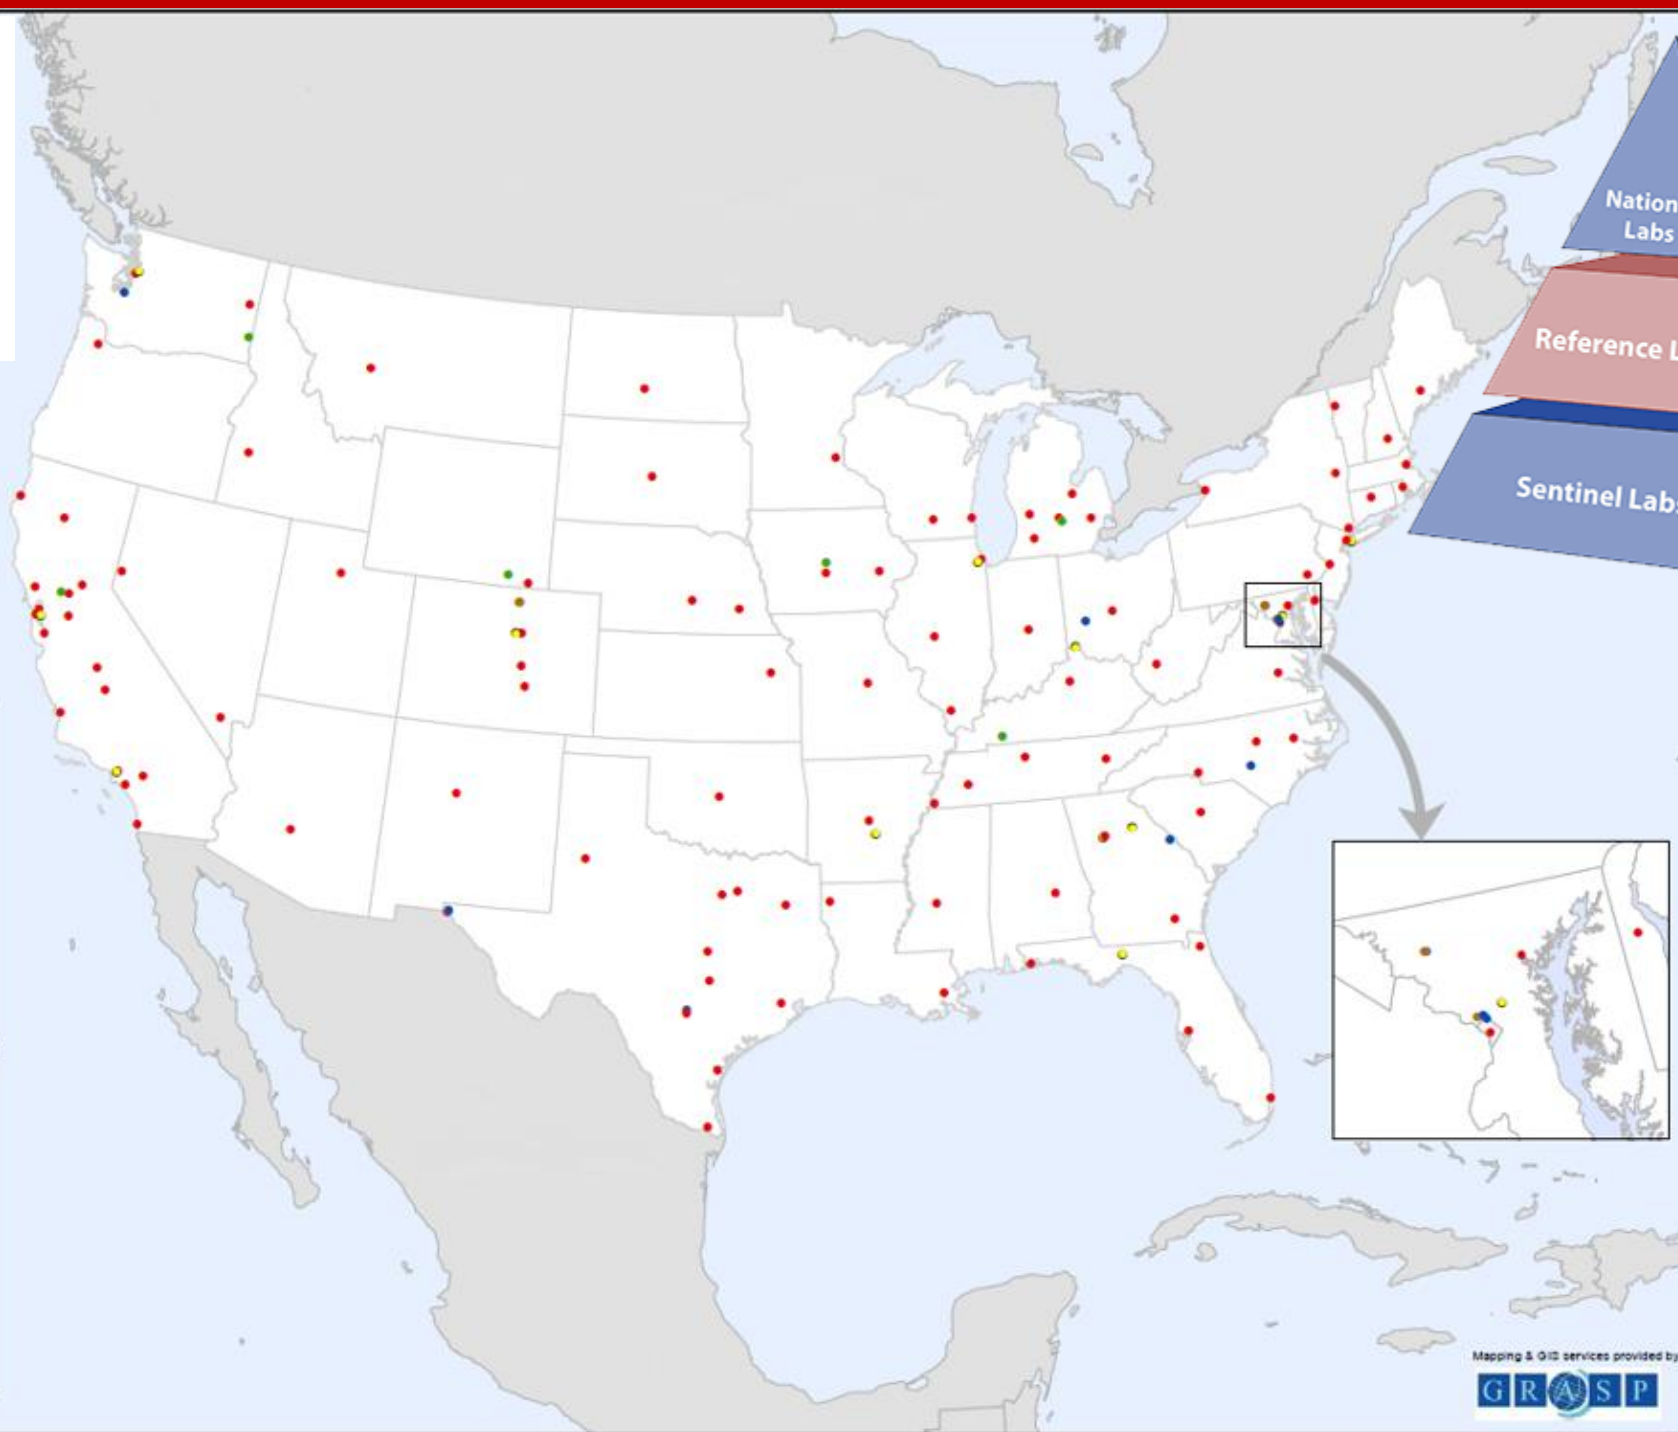 Nation
Labs
Reference L
Sentinel Labs
Mapping & GIS services provided by
GRASP